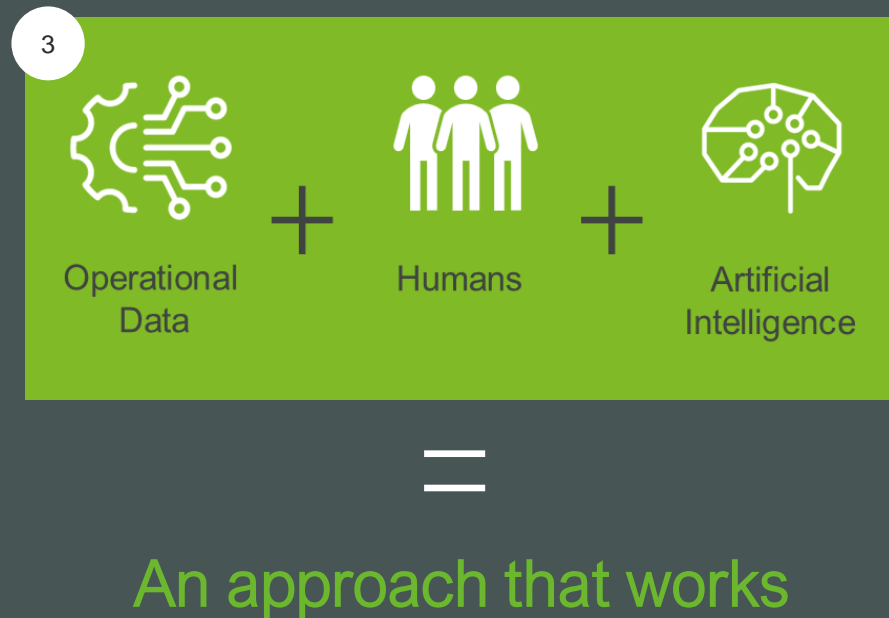 3
Operational
Data
+
Humans
+
Artificial
Intelligence
=
An approach that works